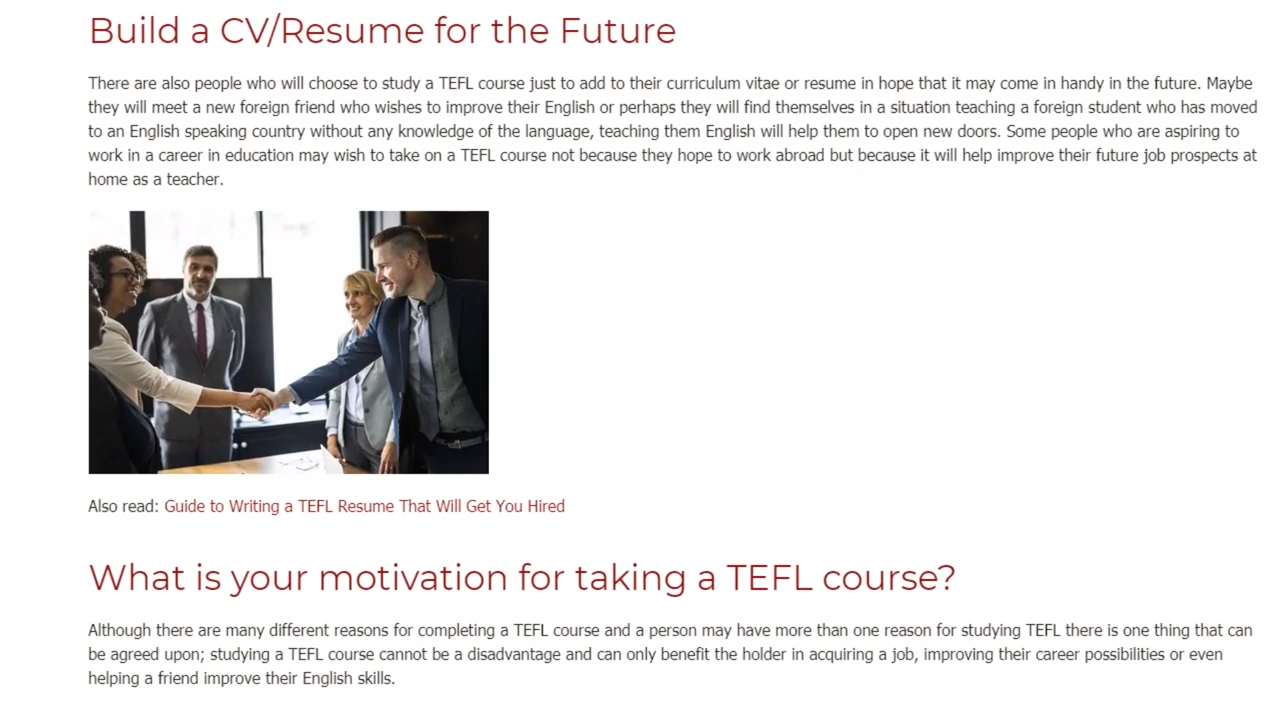 Build a CV/Resume for the Future
There are also people who will choose to study a TEFL course just to add to their curriculum vitae or resume in hope that it may come in handy in the future. Maybe
they will meet a new foreign friend who wishes to improve their English or perhaps they will find themselves in a situation teaching a foreign student who has moved
to an English speaking country without any knowledge of the language, teaching them English will help them to open new doors. Some people who are aspiring to
work in a career in education may wish to take on a TEFL course not because they hope to work abroad but because it will help improve their future job prospects at
home as a teacher.
Also read: Guide to Writing a TEFL Resume That Will Get You Hired
What is your motivation for taking a TEFL course?
Although there are many different reasons for completing a TEFL course and a person may have more than one reason for studying TEFL there is one thing that can
be agreed upon; studying a TEFL course cannot be a disadvantage and can only benefit the holder in acquiring a job, improving their career possibilities or even
helping a friend improve their English skills.